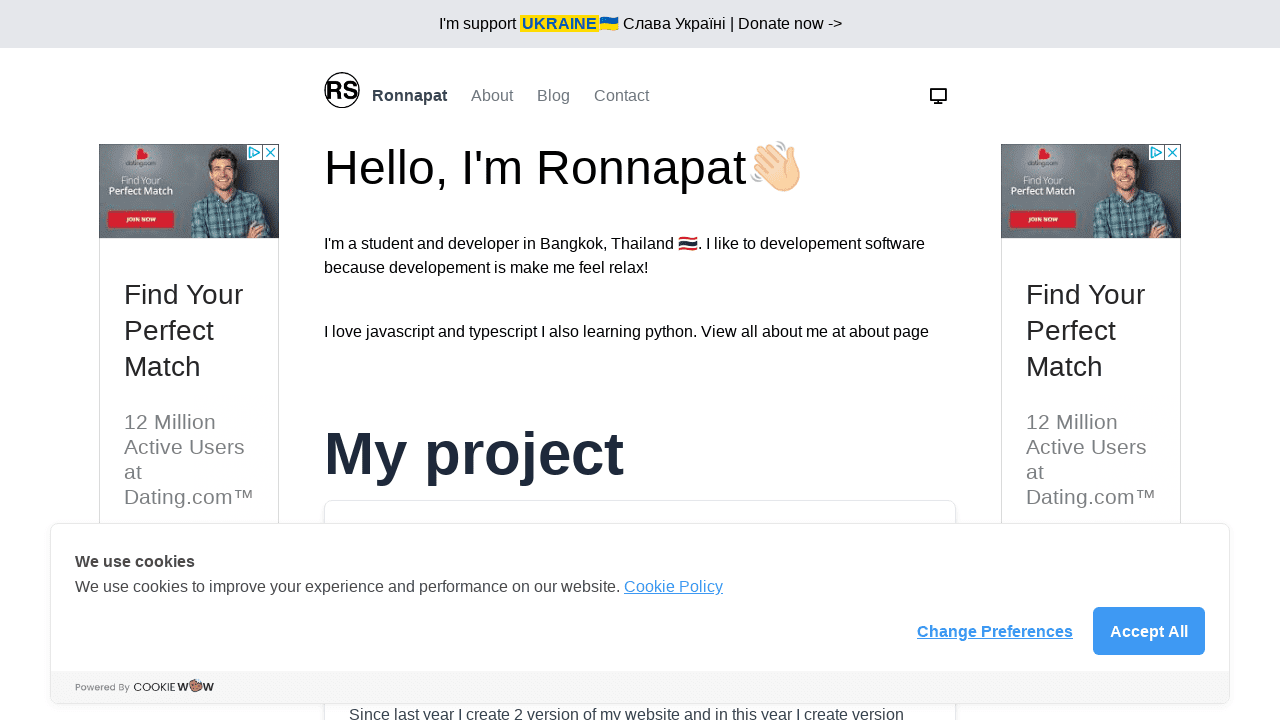 I'm support UKRAINE🇺🇦 Слава Україні | Donate now ->
RS Ronnapat About Blog Contact
dating.com
Find Your
Perfect Match
JOIN NOW
Find Your
Perfect
Match
12 Million
Active Users
at
Dating.com™
Hello, I'm Ronnapat👋🏻
I'm a student and developer in Bangkok, Thailand 🇹🇭. I like to developement software
because developement is make me feel relax!
I love javascript and typescript I also learning python. View all about me at about page
My project
dating.com
Find Your
Perfect Match
JOIN NOW
Find Your
Perfect
Match
12 Million
Active Users
at
Dating.com™
We use cookies
We use cookies to improve your experience and performance on our website. Cookie Policy
Change Preferences Accept All
Powered By COOKIE WOW
Since last year I create 2 version of my website and in this year I create version